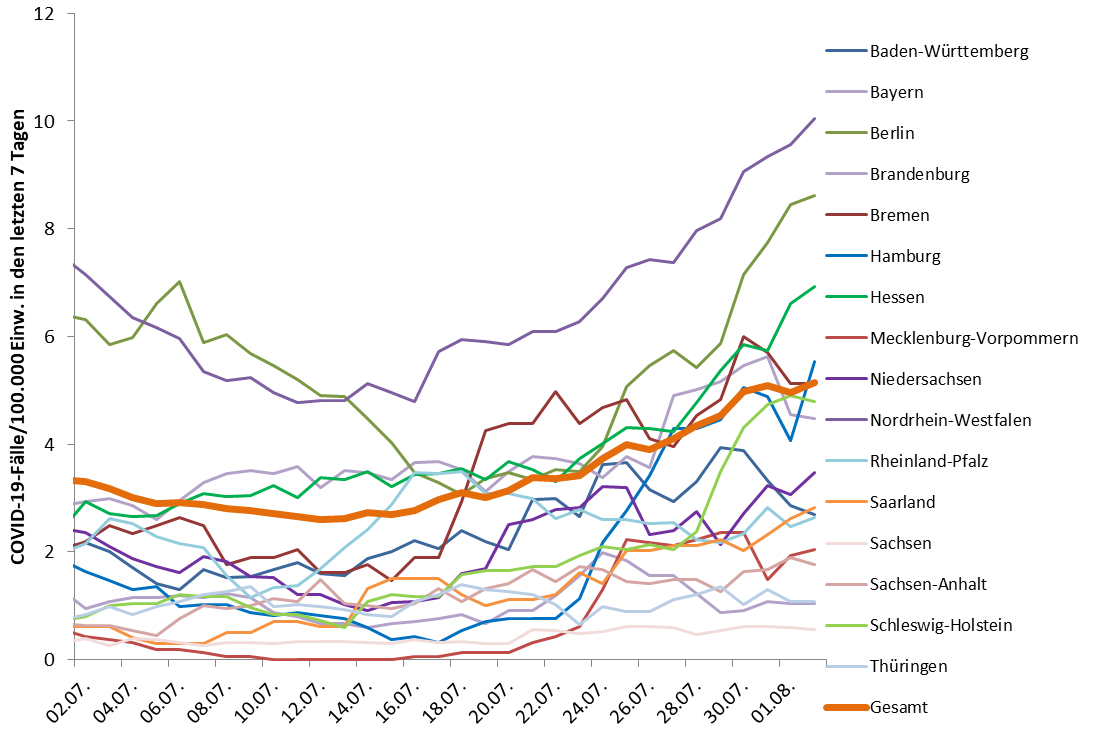 COVID-19-Fälle/100.000 Einw. in den letzten 7 Tagen
12
10
8
6
4
2
0
02.07. 04.07. 06.07. 08.07. 10.07. 12.07. 14.07. 16.07. 18.07. 20.07. 22.07. 24.07. 26.07. 28.07. 30.07. 01.08.
Baden-Württemberg
Bayern
Berlin
Brandenburg
Bremen
Hamburg
Hessen
Mecklenburg-Vorpommern
Niedersachsen
Nordrhein-Westfalen
Rheinland-Pfalz
Saarland
Sachsen
Sachsen-Anhalt
Schleswig-Holstein
Thüringen
Gesamt